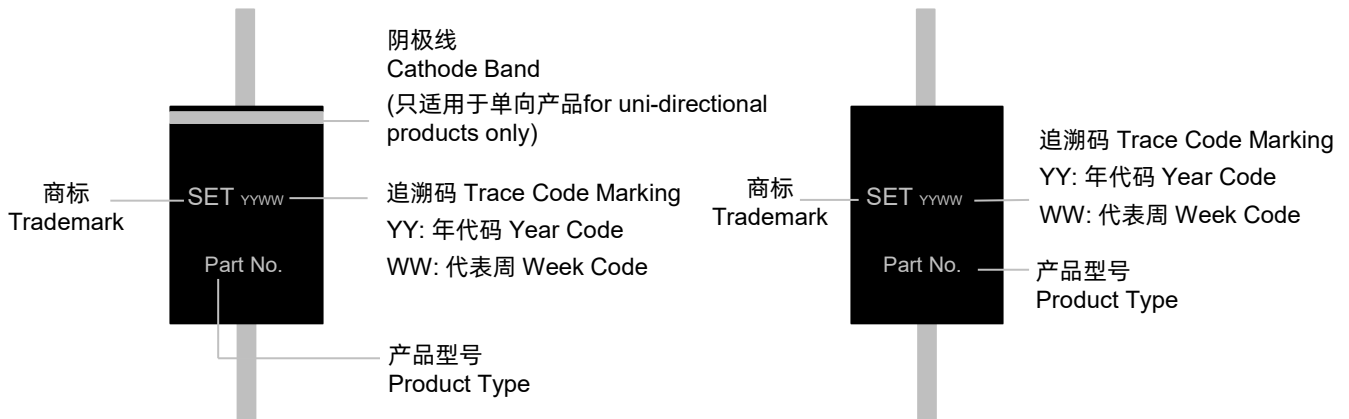 阴极线
Cathode Band
(只适用于单向产品for uni-directional
products only)
商标
Trademark
SET YYWW
追溯码 Trace Code Marking
YY: 年代码 Year Code
WW: 代表周 Week Code
Part No.
产品型号
Product Type
商标
Trademark
SET YYWW
追溯码 Trace Code Marking
YY: 年代码 Year Code
WW: 代表周 Week Code
Part No.
产品型号
Product Type